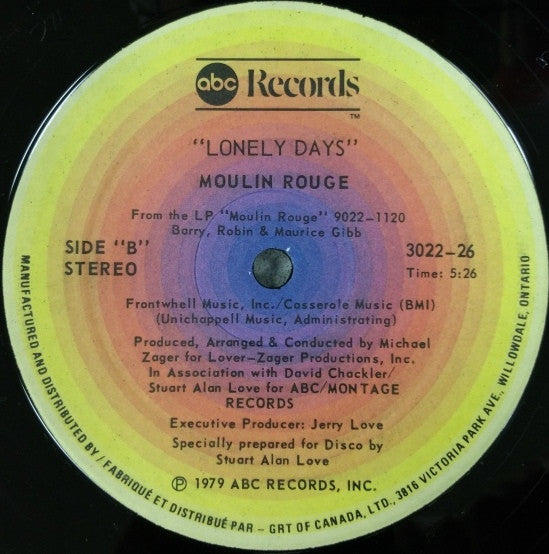 abc Records
TM
"LONELY DAYS"
MOULIN ROUGE
From the LP "Moulin Rouge" 9022-1120
Barry, Robin & Maurice Gibb
SIDE "B"
STEREO
3022-26
Time: 5:26
Frontwhell Music, Inc./Casserole Music (BMI)
(Unichappell Music, Administrating)
Produced, Arranged & Conducted by Michael
Zager for Lover-Zager Productions, Inc.
In Association with David Chackler/
Stuart Alan Love for ABC/MONTAGE
RECORDS
Executive Producer: Jerry Love
Specially prepared for Disco by
Stuart Alan Love
℗ 1979 ABC RECORDS, INC.
MANUFACTURED AND DISTRIBUTED BY / FABRIQUÉ ET DISTRIBUÉ PAR - GRT OF CANADA, LTD., 3816 VICTORIA PARK AVE., WILLOWDALE, ONTARIO